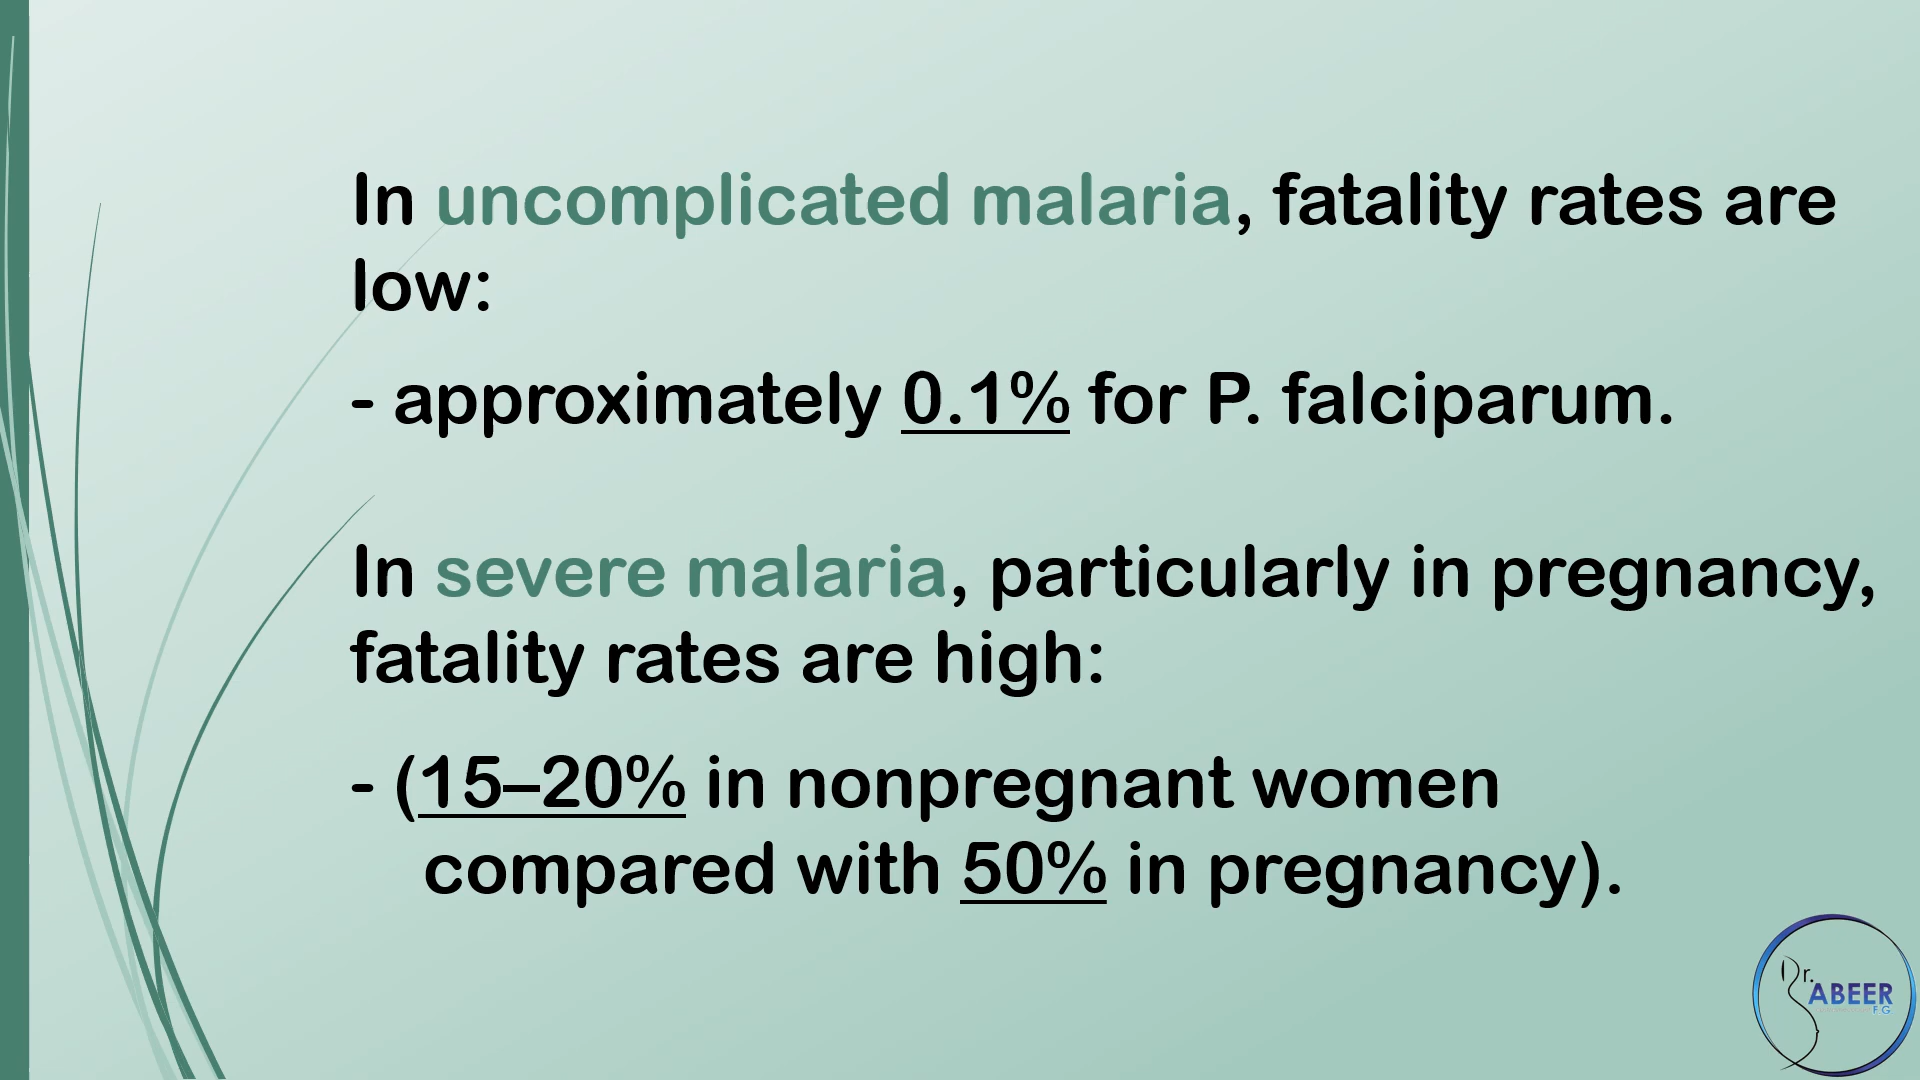 In uncomplicated malaria, fatality rates are
low:
- approximately 0.1% for P. falciparum.
In severe malaria, particularly in pregnancy,
fatality rates are high:
- (15–20% in nonpregnant women
compared with 50% in pregnancy).
Dr.
ABEER
F.G.